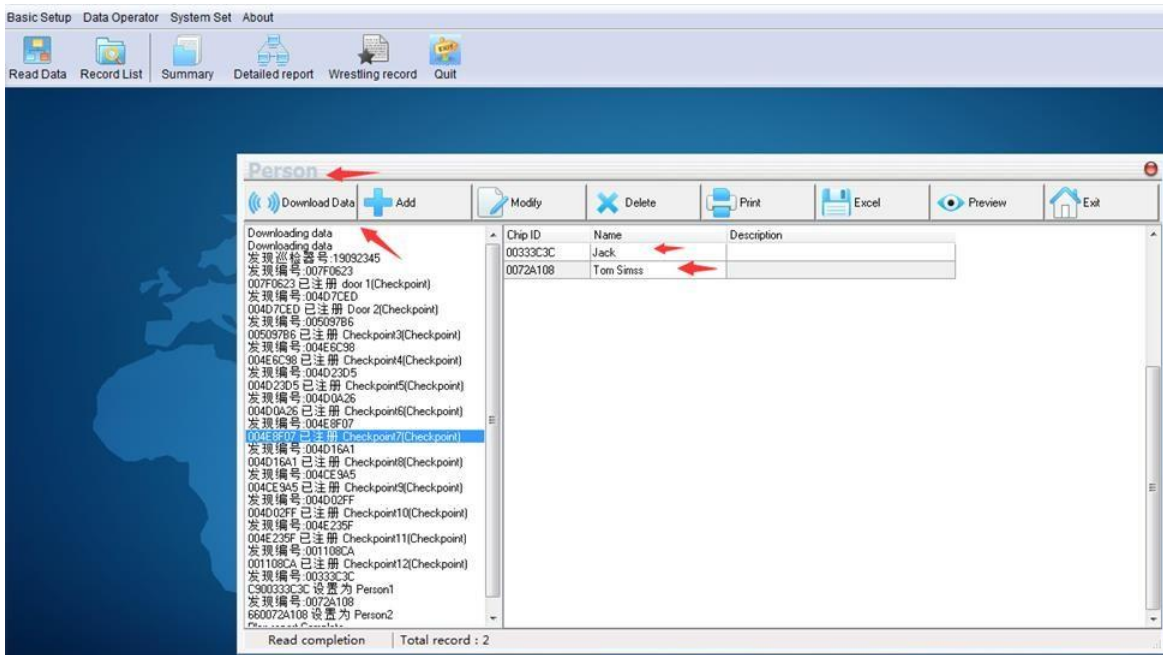 Basic Setup Data Operator System Set About
Read Data Record List Summary Detailed report Wrestling record Quit
Person
Download Data Add Modify Delete Print Excel Preview Exit
Downloading data
Downloading data
发现巡检器号:19092345
发现编号:007F0623
007F0623 已注册 door 1(Checkpoint)
发现编号:004D7CED
004D7CED 已注册 Door 2(Checkpoint)
发现编号:005097B6
005097B6 已注册 Checkpoint3(Checkpoint)
发现编号:004E6C98
004E6C98 已注册 Checkpoint4(Checkpoint)
发现编号:004D23D5
004D23D5 已注册 Checkpoint5(Checkpoint)
发现编号:004D0A26
004D0A26 已注册 Checkpoint6(Checkpoint)
发现编号:004E8F07
004E8F07 已注册 Checkpoint7(Checkpoint)
发现编号:004D16A1
004D16A1 已注册 Checkpoint8(Checkpoint)
发现编号:004CE9A5
004CE9A5 已注册 Checkpoint9(Checkpoint)
发现编号:004D02FF
004D02FF 已注册 Checkpoint10(Checkpoint)
发现编号:004E235F
004E235F 已注册 Checkpoint11(Checkpoint)
发现编号:001108CA
001108CA 已注册 Checkpoint12(Checkpoint)
发现编号:00333C3C
C900333C3C 设置为 Person1
发现编号:0072A108
660072A108 设置为 Person2
Chip ID Name Description
00333C3C Jack
0072A108 Tom Simss
Read completion Total record : 2